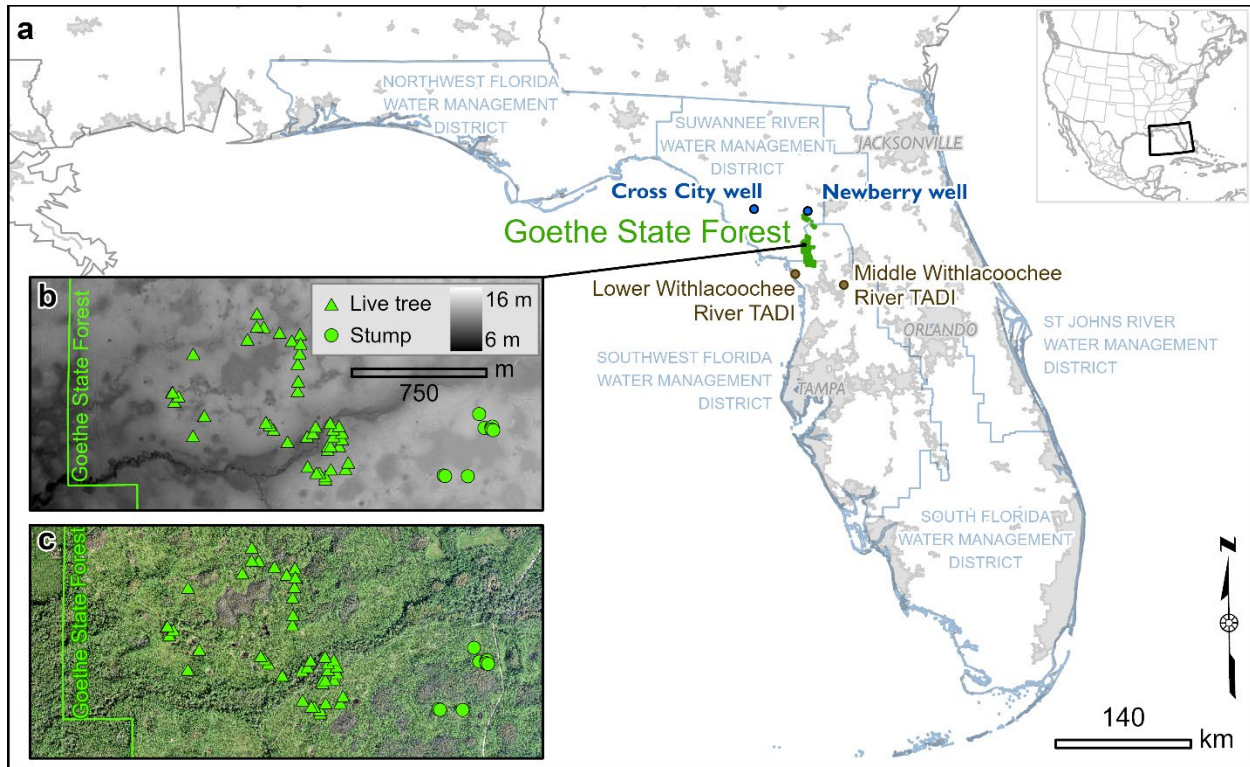 a
NORTHWEST FLORIDA
WATER MANAGEMENT
DISTRICT
SUWANNEE RIVER
WATER MANAGEMENT
DISTRICT
JACKSONVILLE
Cross City well
Newberry well
Goethe State Forest
Lower Withlacoochee
River TADI
Middle Withlacoochee
River TADI
ORLANDO
ST JOHNS RIVER
WATER MANAGEMENT
DISTRICT
SOUTHWEST FLORIDA
WATER MANAGEMENT
DISTRICT
TAMPA
SOUTH FLORIDA
WATER MANAGEMENT
DISTRICT
b
Goethe State Forest
Live tree
Stump
16 m
6 m
750
m
c
Goethe State Forest
N
140
km